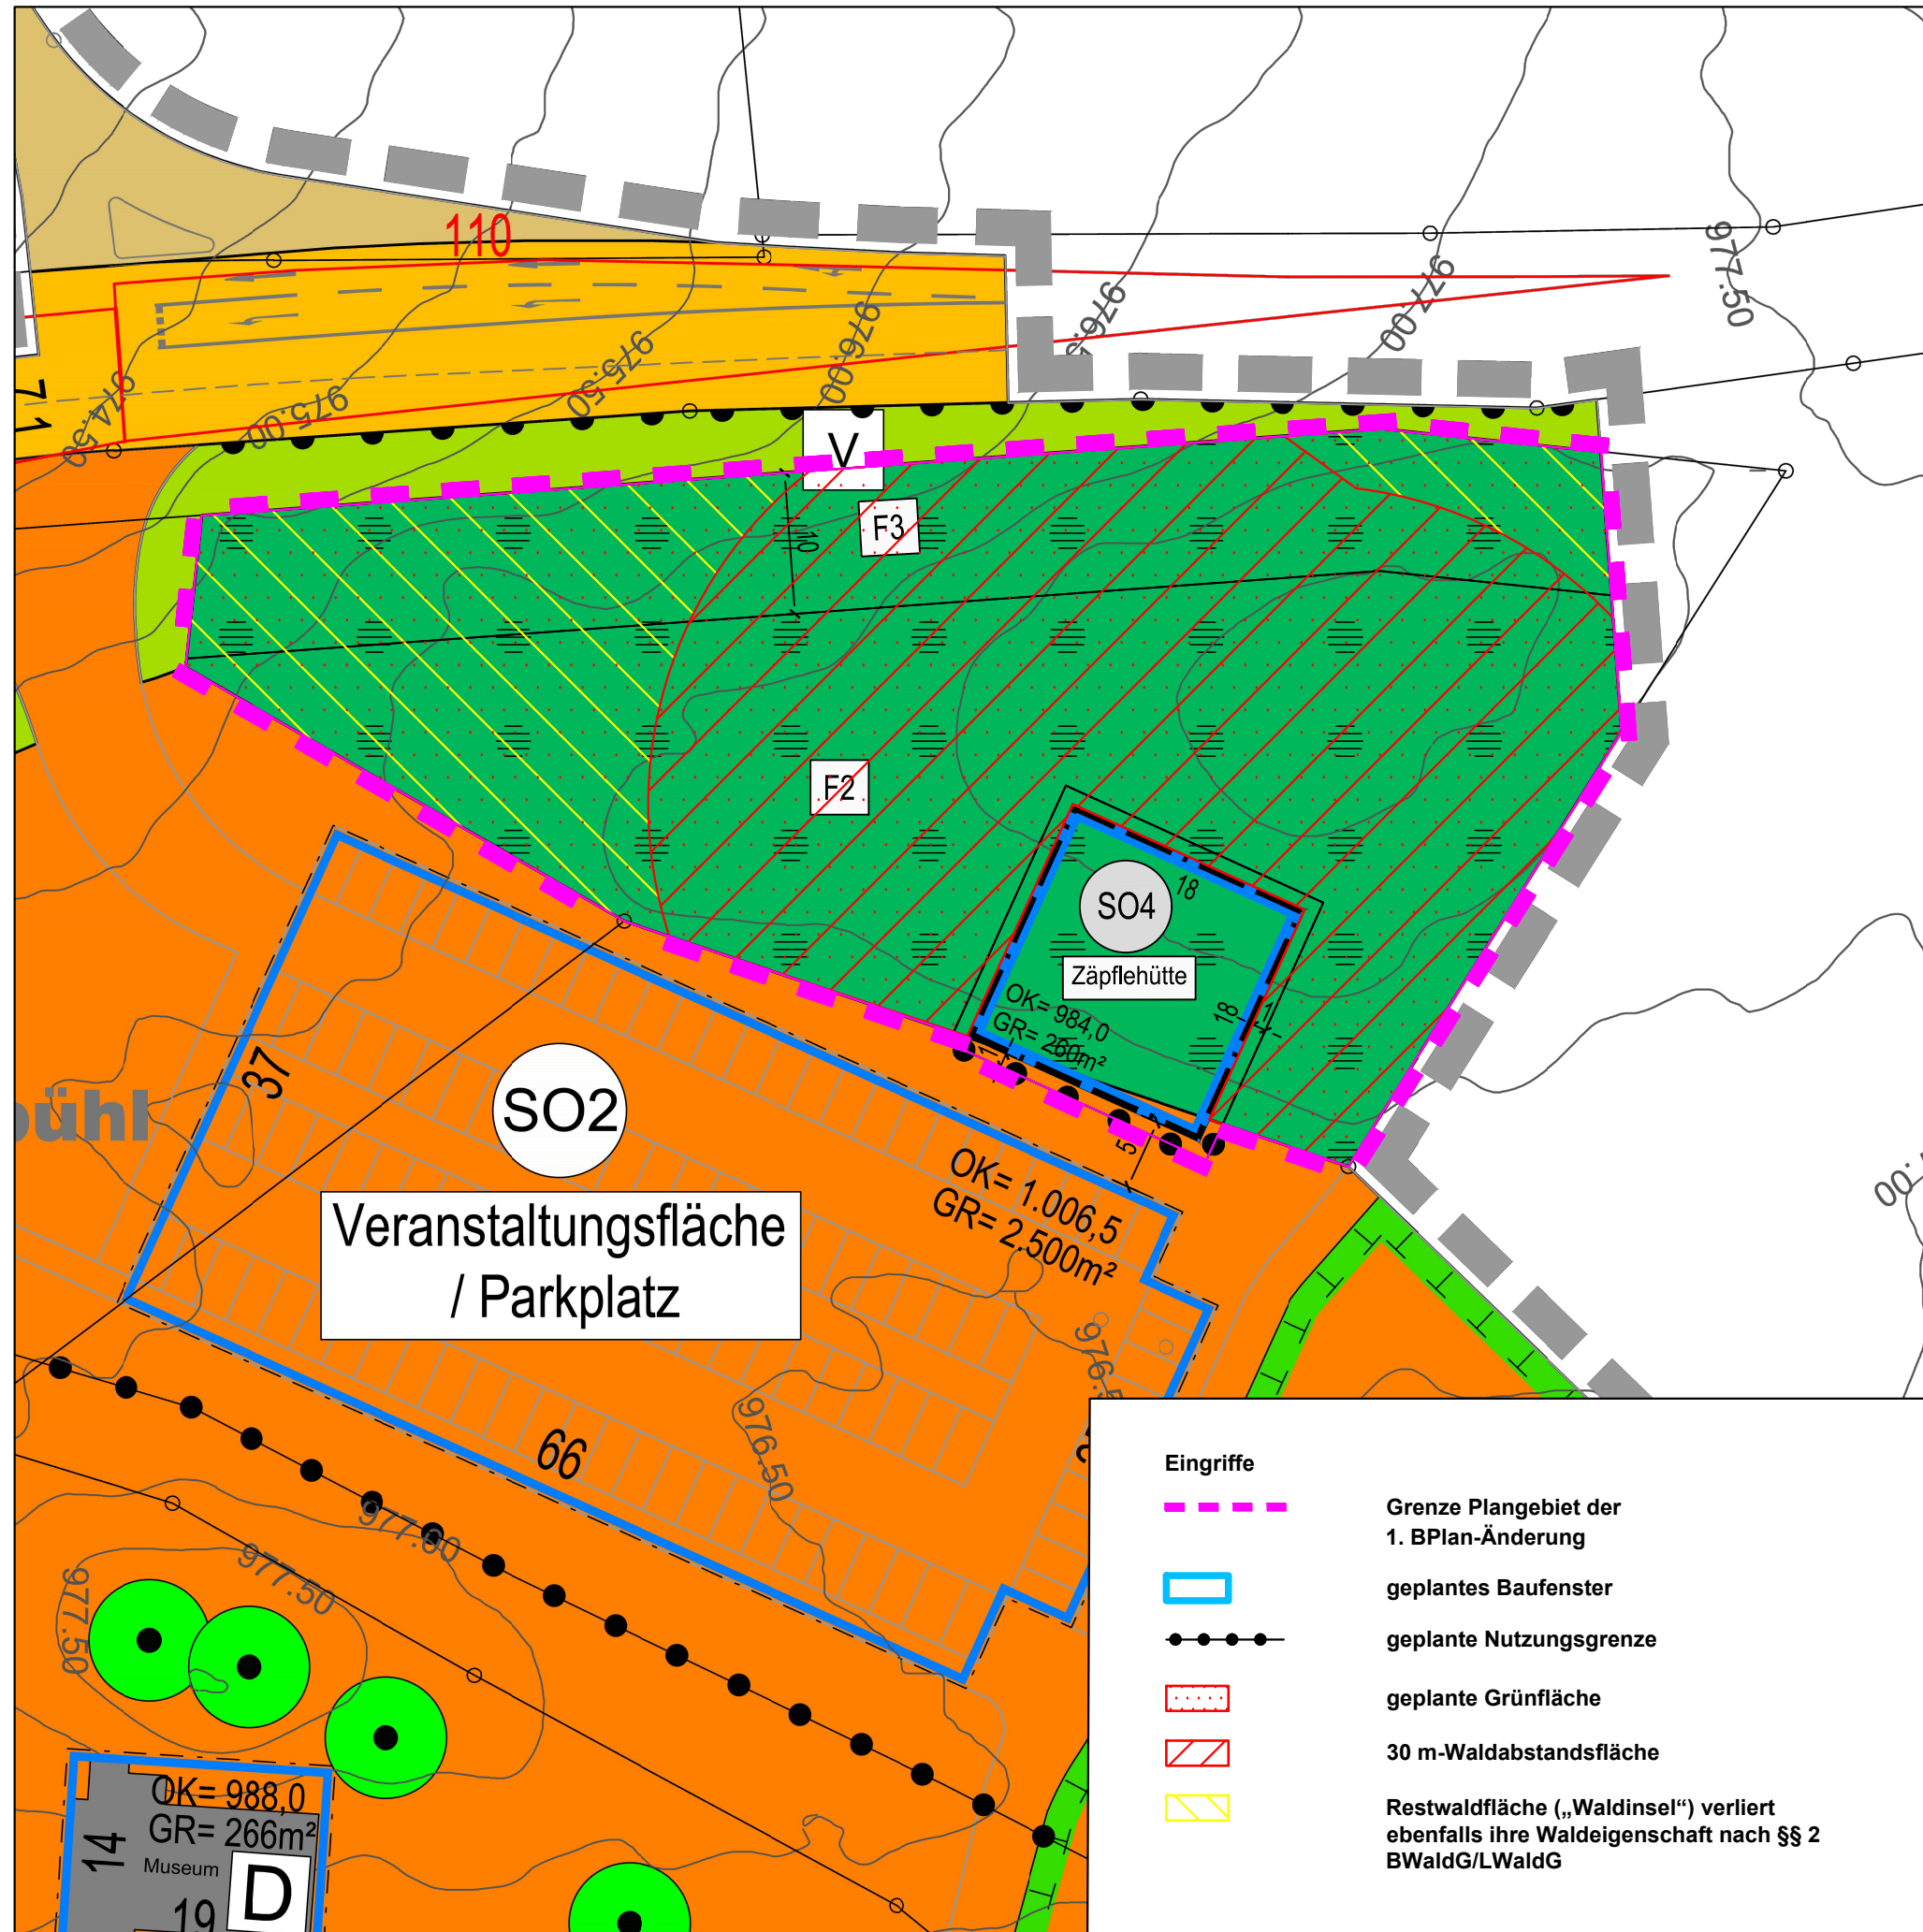 110
977.50
977.00
976.00
975.50
975.00
974.50
V
F3
10
F2
SO4
18
Zäpflehütte
18
1
OK= 984,0
GR= 260m²
1
5
37
bühl
SO2
OK= 1.006,5
GR= 2.500m²
Veranstaltungsfläche
/ Parkplatz
66
976.50
977.00
977.50
977.50
OK= 988,0
GR= 266m²
14
Museum
D
19
Eingriffe
Grenze Plangebiet der
1. BPlan-Änderung
geplantes Baufenster
geplante Nutzungsgrenze
geplante Grünfläche
30 m-Waldabstandsfläche
Restwaldfläche („Waldinsel“) verliert
ebenfalls ihre Waldeigenschaft nach §§ 2
BWaldG/LWaldG